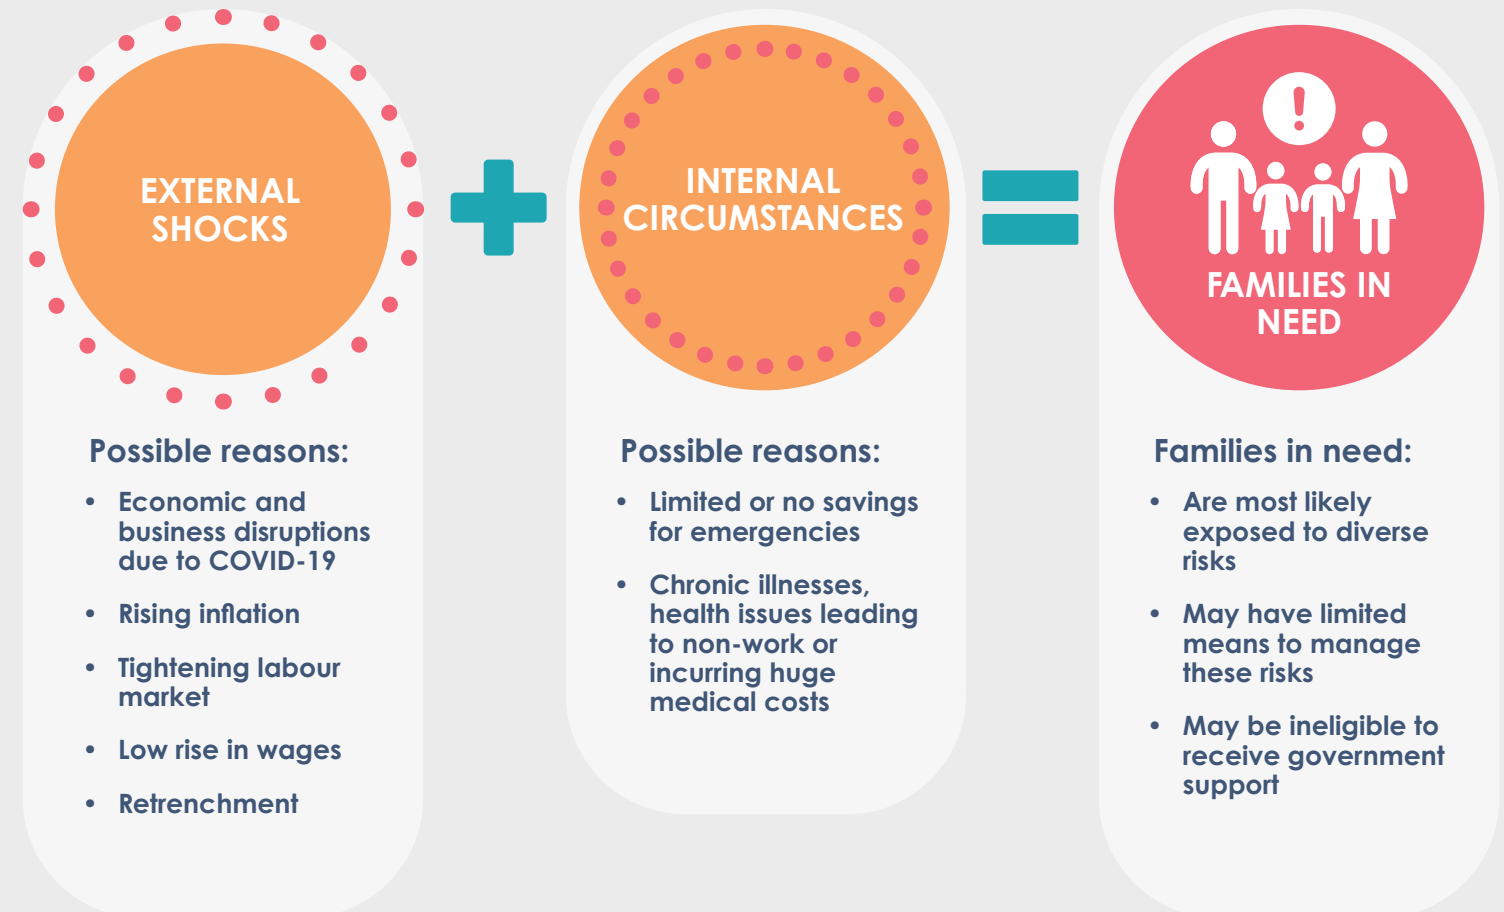 EXTERNAL
SHOCKS
Possible reasons:
• Economic and
business disruptions
due to COVID-19
• Rising inflation
• Tightening labour
market
• Low rise in wages
• Retrenchment
INTERNAL
CIRCUMSTANCES
Possible reasons:
• Limited or no savings
for emergencies
• Chronic illnesses,
health issues leading
to non-work or
incurring huge
medical costs
!
FAMILIES IN
NEED
Families in need:
• Are most likely
exposed to diverse
risks
• May have limited
means to manage
these risks
• May be ineligible to
receive government
support